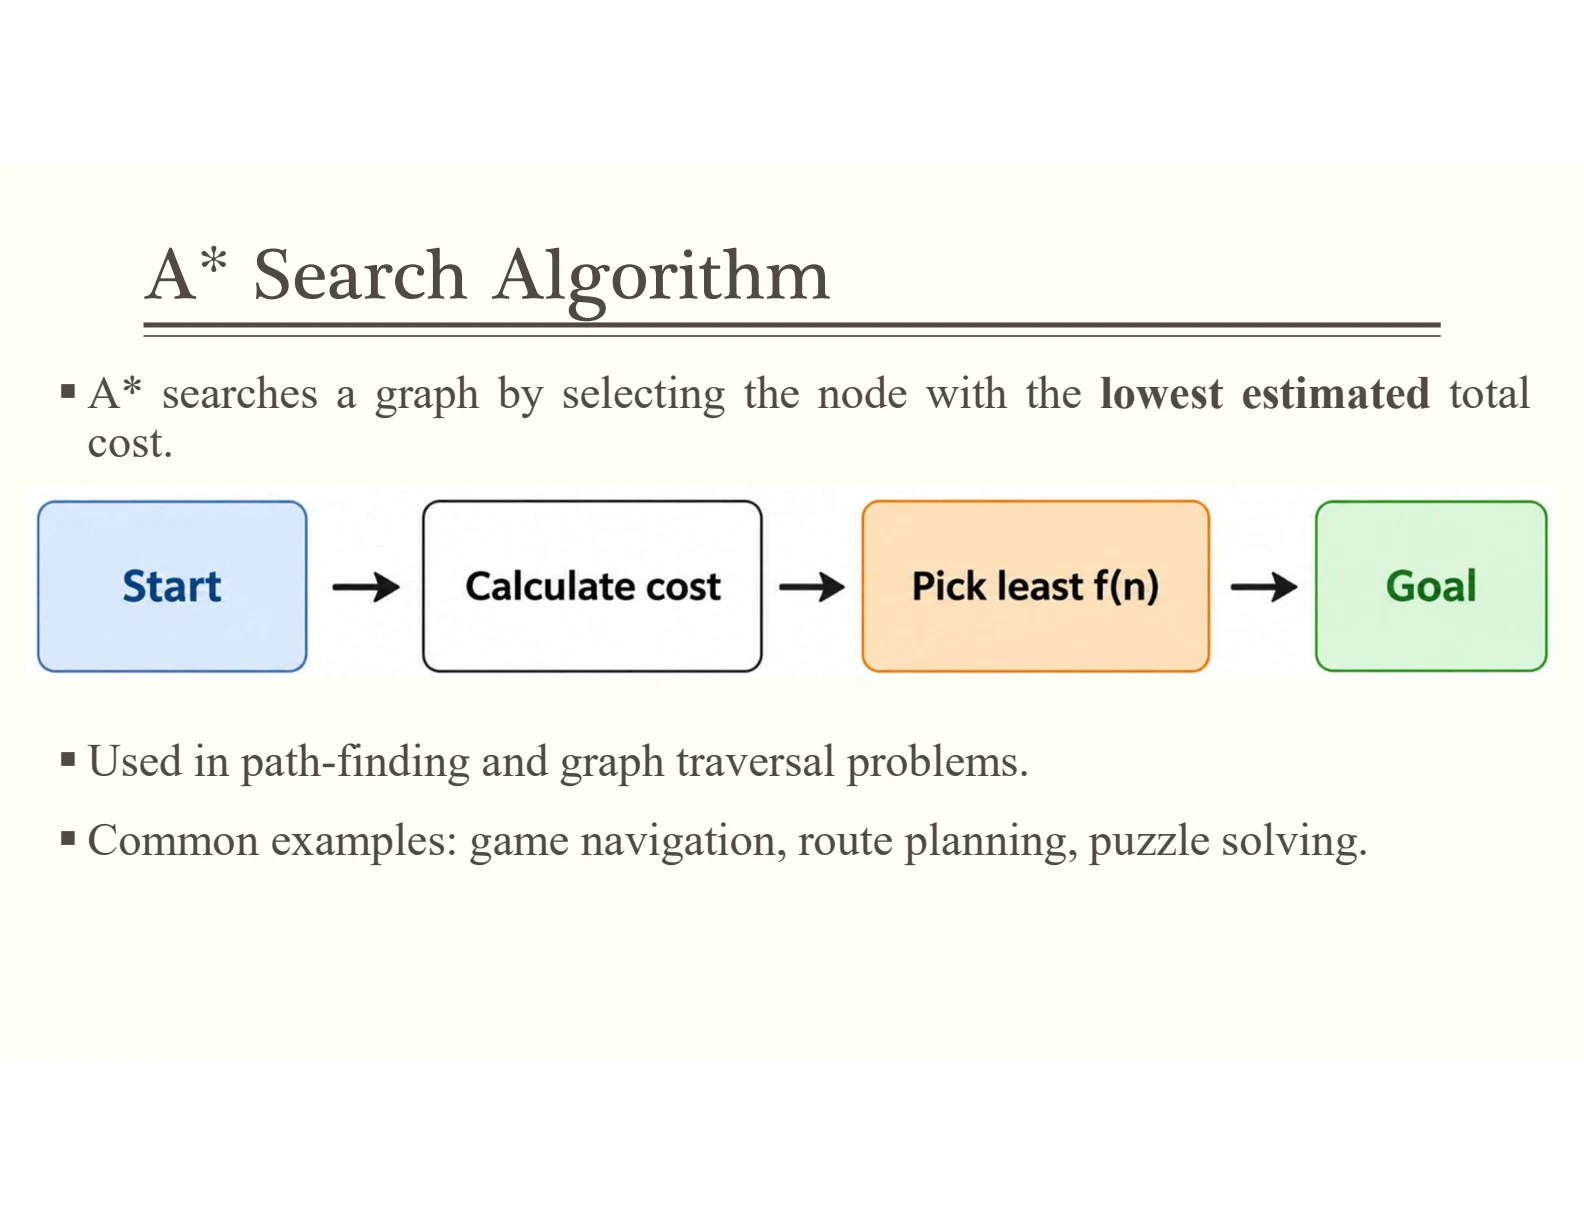 A* Search Algorithm
▪ A* searches a graph by selecting the node with the lowest estimated total
cost.
Start
Calculate cost
Pick least f(n)
Goal
▪ Used in path-finding and graph traversal problems.
▪ Common examples: game navigation, route planning, puzzle solving.